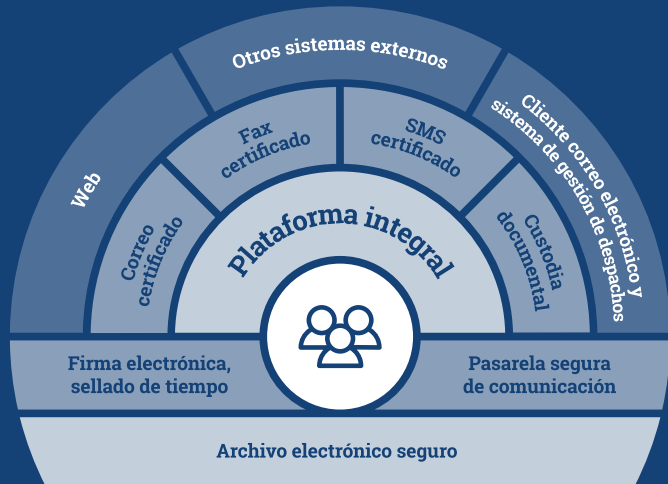 Otros sistemas externos
Web
Cliente correo electrónico y
sistema de gestión de despachos
Fax
certificado
SMS
certificado
Correo
certificado
Custodia
documental
Plataforma integral
Firma electrónica,
sellado de tiempo
Pasarela segura
de comunicación
Archivo electrónico seguro